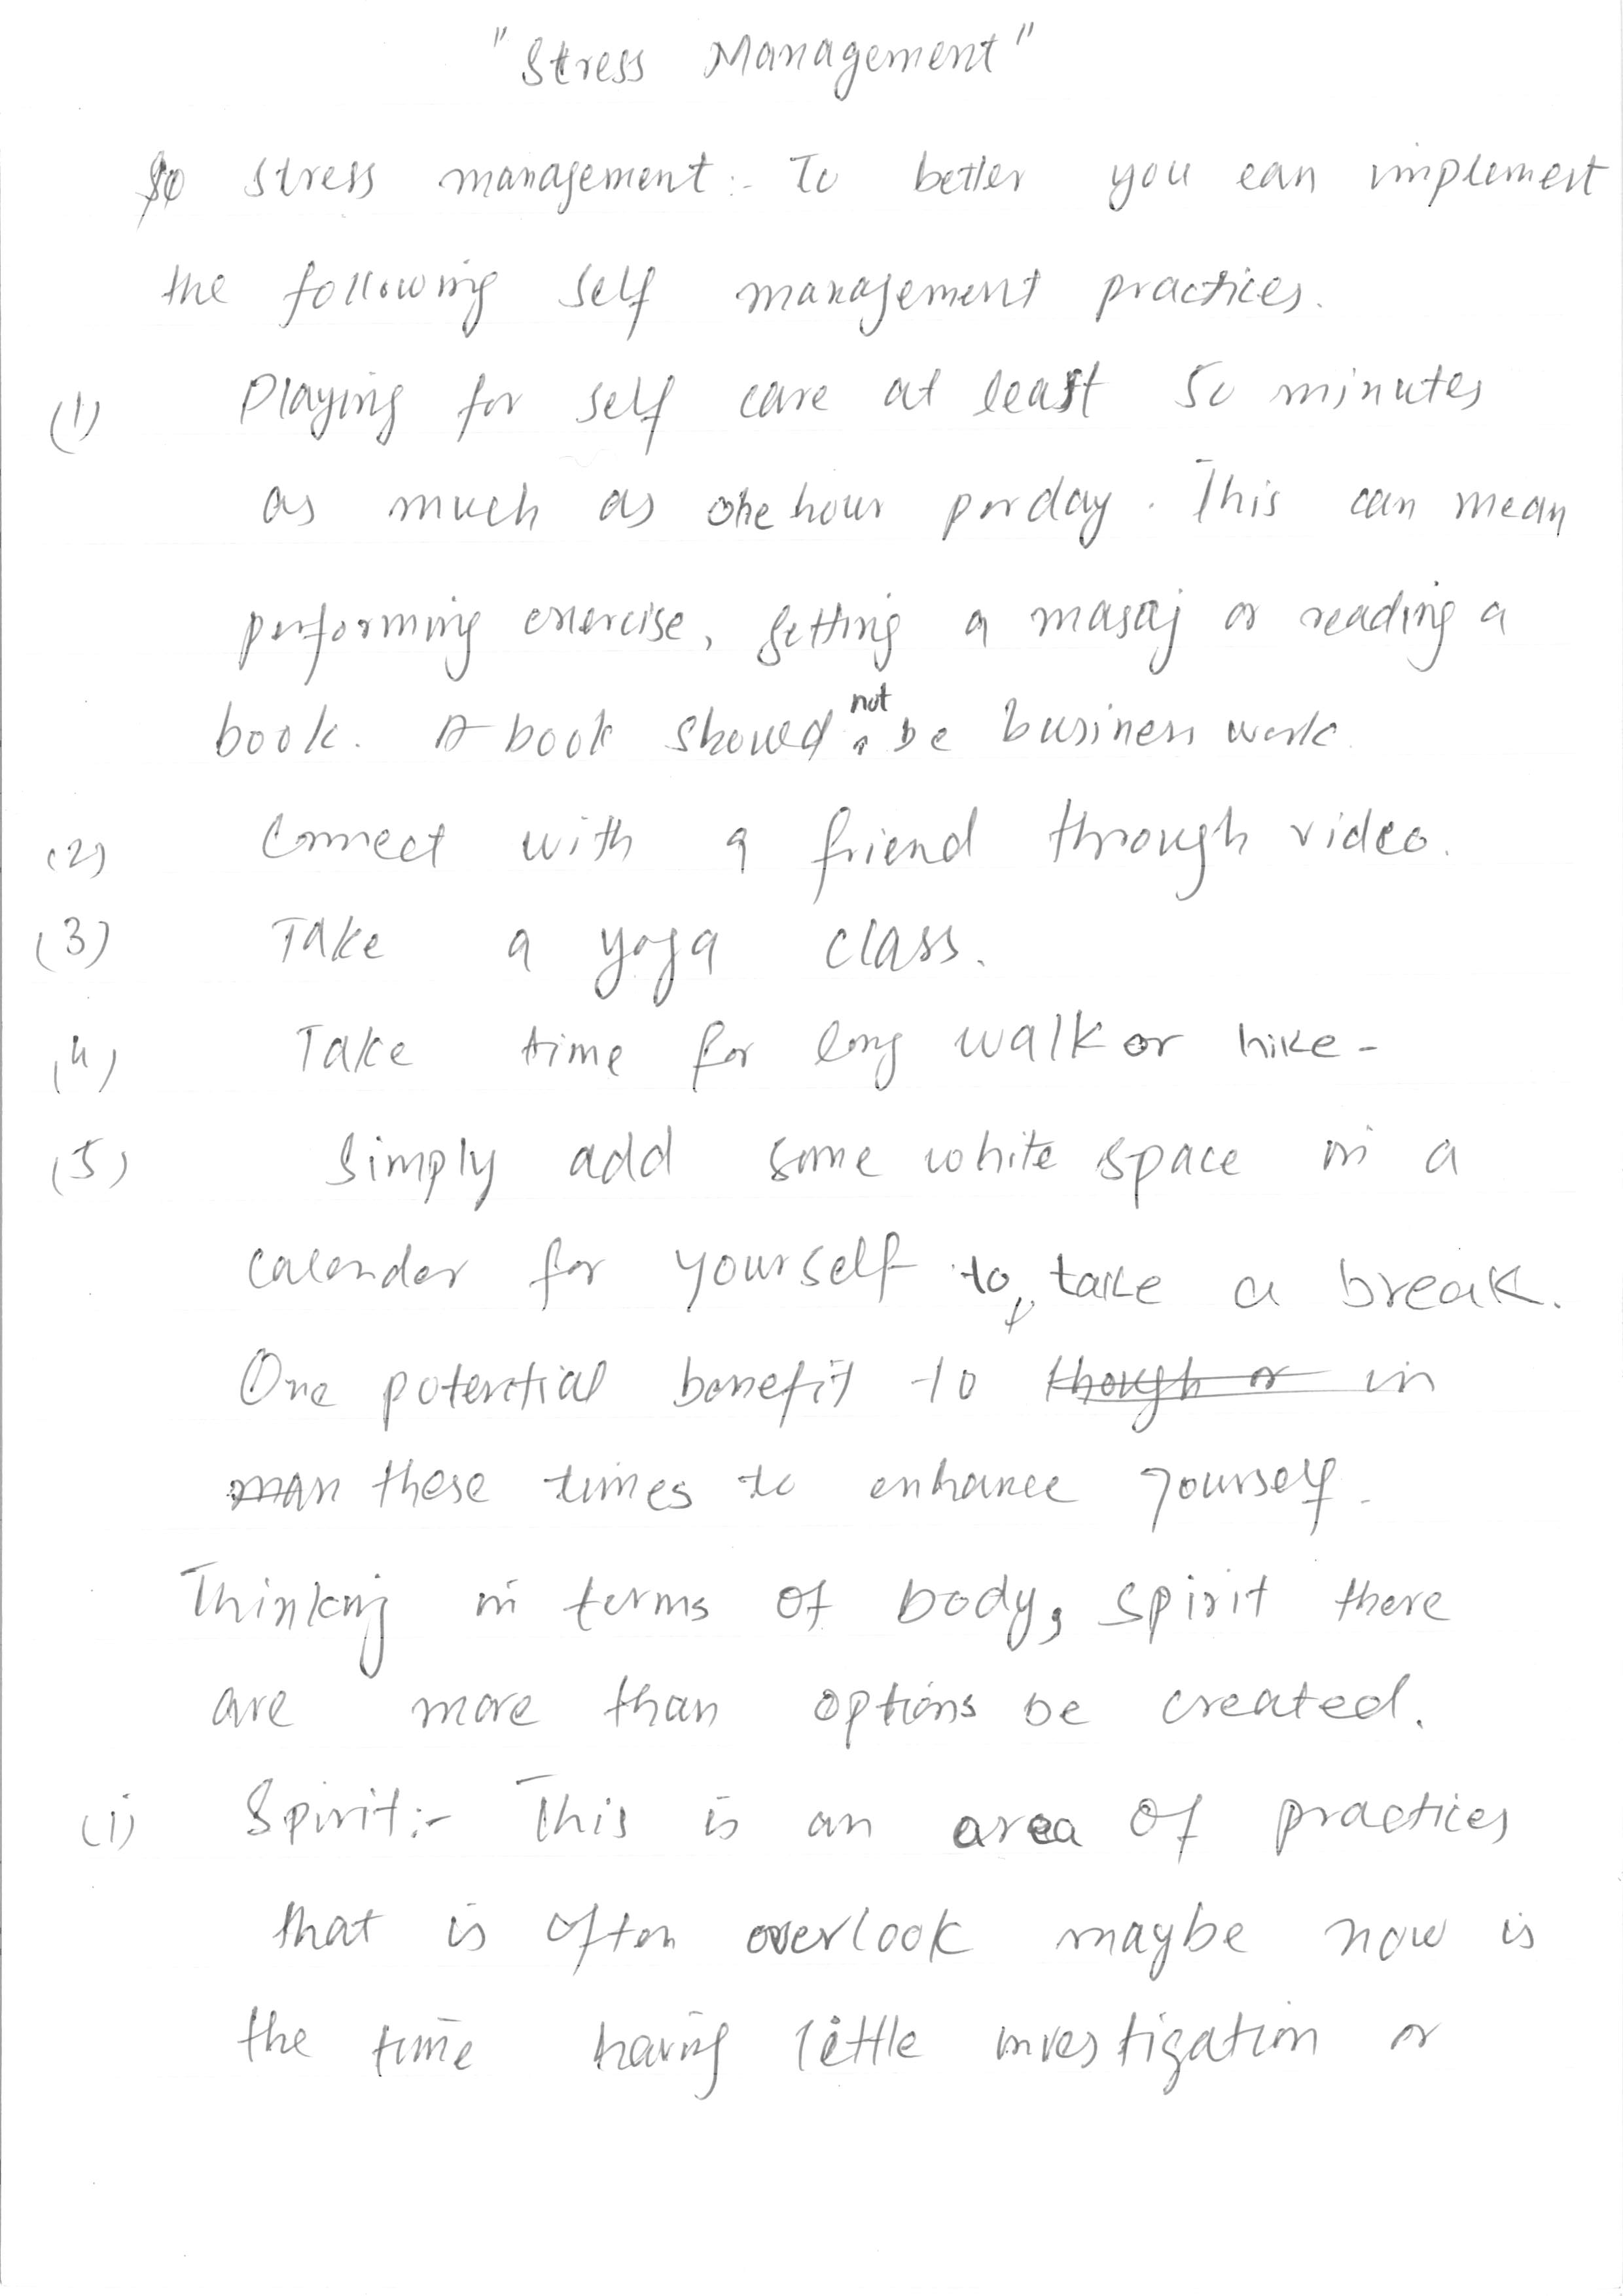 "Stress Management"
So stress management:- To better you can implement
the following self management practices.
(1) Playing for self care at least 50 minutes
as much as one hour per day. This can mean
performing exercise, getting a masaj or reading a
book. A book should not be business work.
(2) Connect with a friend through video.
(3) Take a yoga class.
(4) Take time for long walk or hike -
(5) Simply add some white space in a
calender for yourself to take a break.
One potential benefit to though or in
man these times to enhance yourself.
Thinking in terms of body, spirit there
are more than options be created.
(i) Spirit:- This is an area of practices
that is often overlook maybe now is
the time having little investigation or